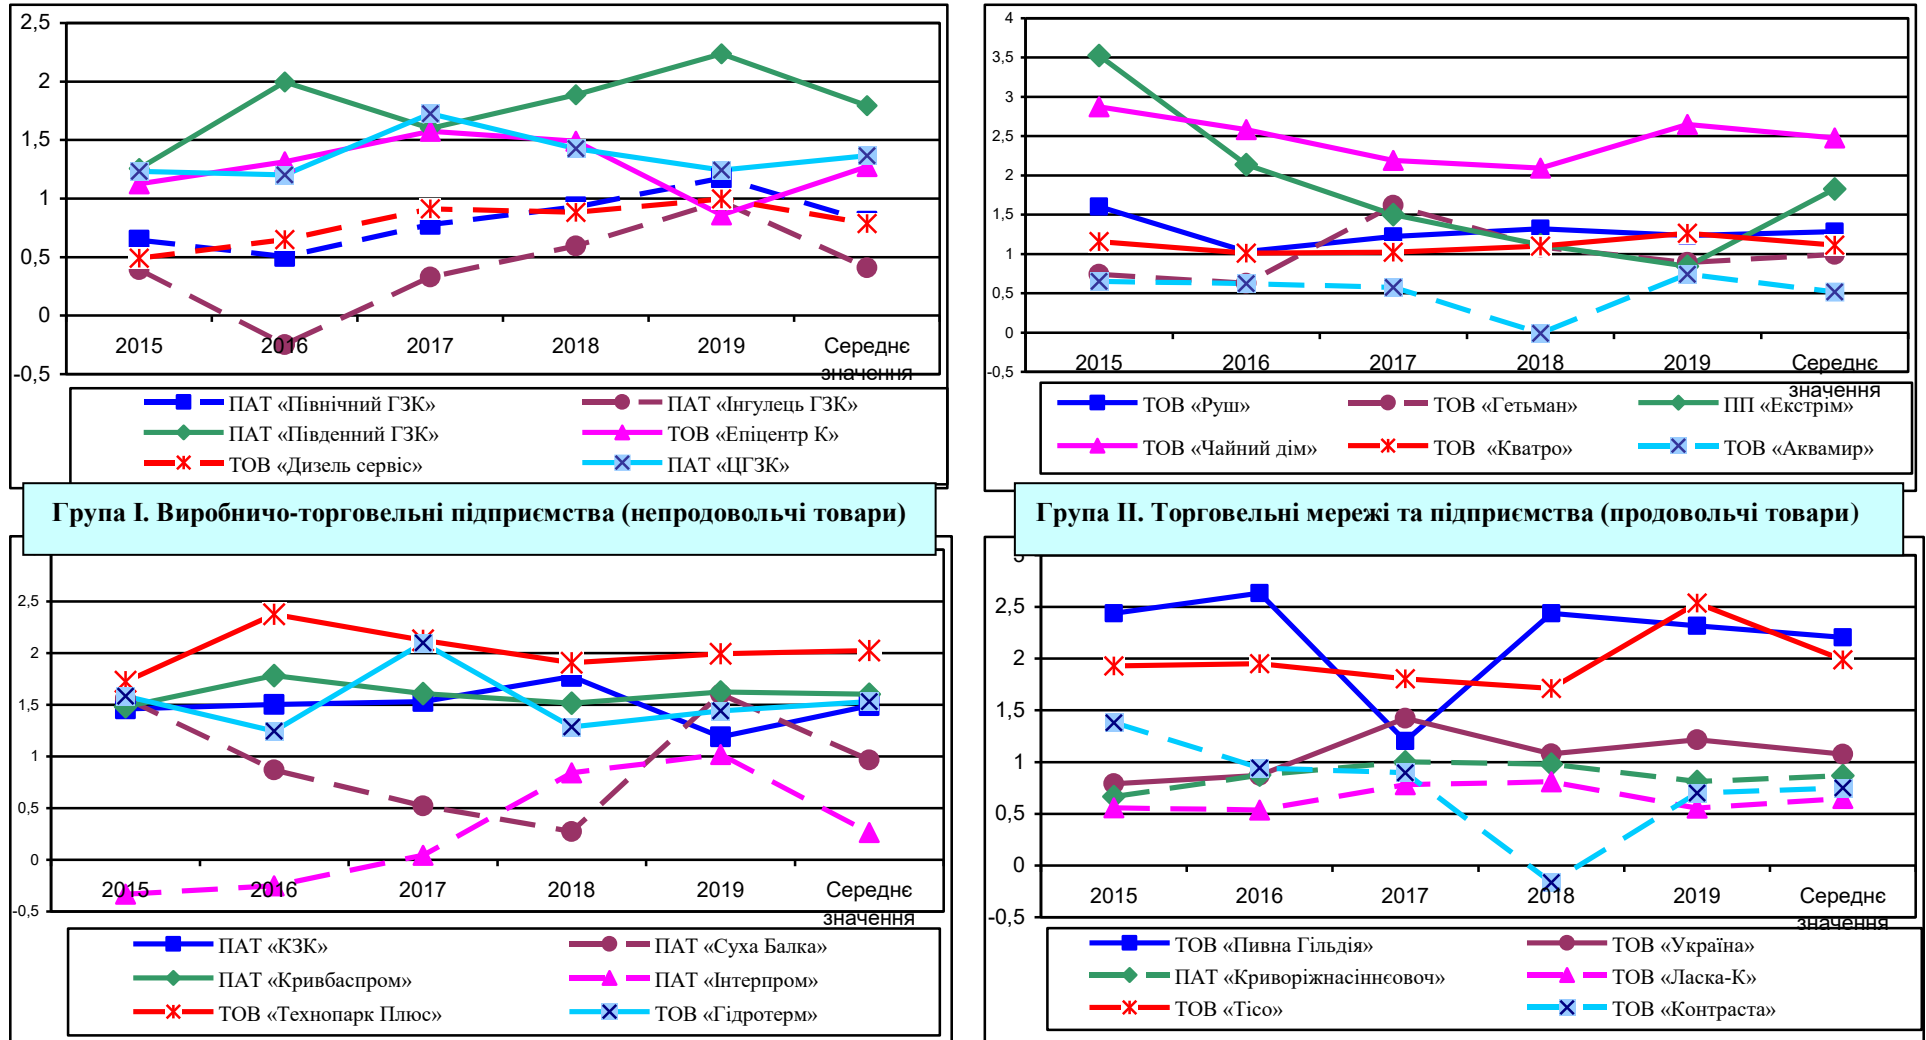 2,5
2
1,5
1
0,5
0
-0,5
2015 2016 2017 2018 2019 Середнє
значення
ПАТ «Північний ГЗК» ПАТ «Інгулець ГЗК»
ПАТ «Південний ГЗК» ТОВ «Епіцентр К»
ТОВ «Дизель сервіс» ПАТ «ЦГЗК»
4
3,5
3
2,5
2
1,5
1
0,5
0
-0,5
2015 2016 2017 2018 2019 Середнє
значення
ТОВ «Руш» ТОВ «Гетьман» ПП «Екстрім»
ТОВ «Чайний дім» ТОВ «Кватро» ТОВ «Аквамир»
Група І. Виробничо-торговельні підприємства (непродовольчі товари)
Група ІІ. Торговельні мережі та підприємства (продовольчі товари)
2,5
2
1,5
1
0,5
0
-0,5
2015 2016 2017 2018 2019 Середнє
значення
ПАТ «КЗК» ПАТ «Суха Балка»
ПАТ «Кривбаспром» ПАТ «Інтерпром»
ТОВ «Технопарк Плюс» ТОВ «Гідротерм»
3
2,5
2
1,5
1
0,5
0
-0,5
2015 2016 2017 2018 2019 Середнє
значення
ТОВ «Пивна Гільдія» ТОВ «Україна»
ПАТ «Криворіжнасіннєовоч» ТОВ «Ласка-К»
ТОВ «Тісо» ТОВ «Контраста»